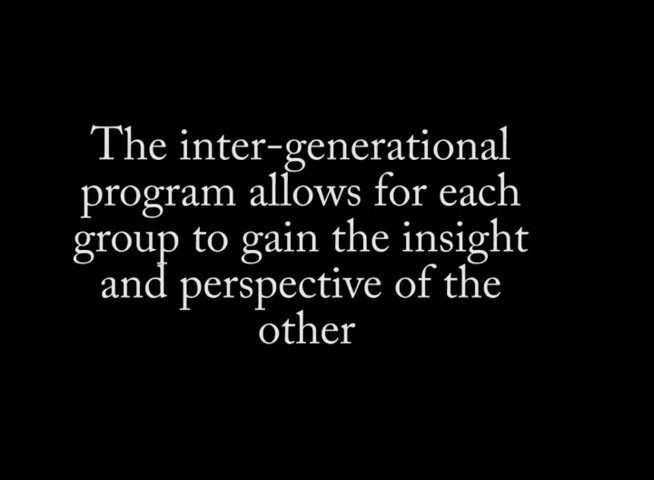 The inter-generational
program allows for each
group to gain the insight
and perspective of the
other